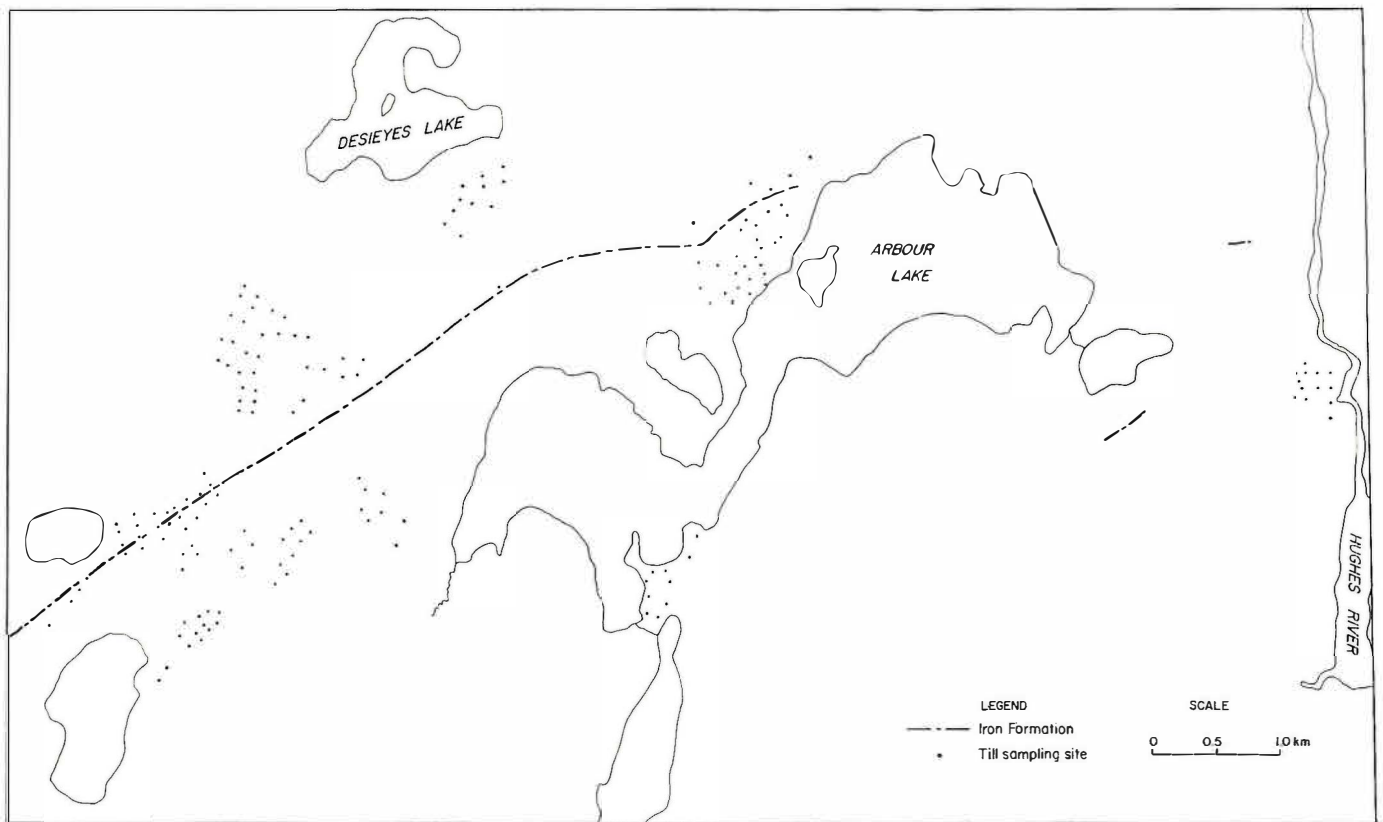 DESIEYES LAKE
ARBOUR
LAKE
HUGHES RIVER
LEGEND
Iron Formation
Till sampling site
SCALE
0 0.5 1.0 km